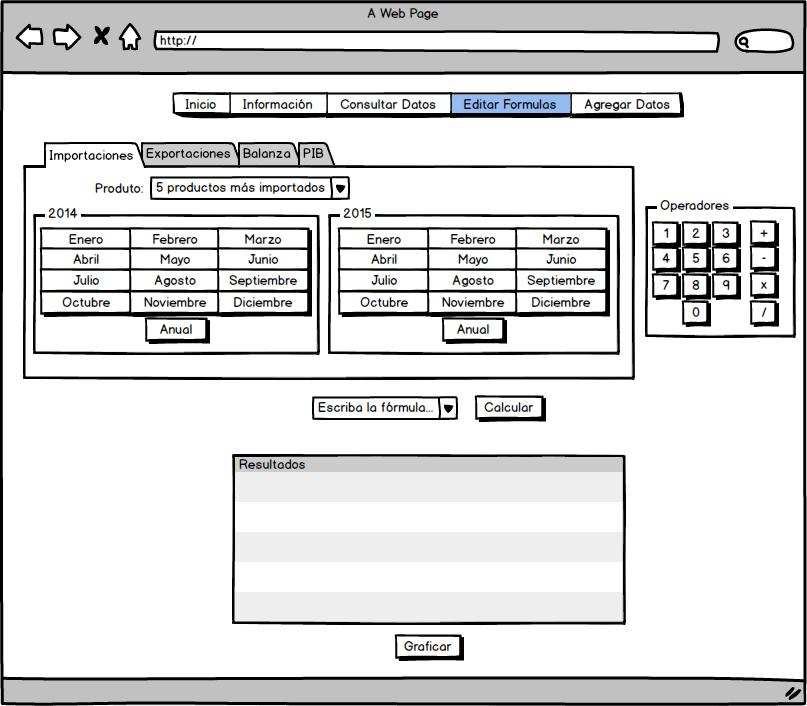 A Web Page
http://
Inicio Información Consultar Datos Editar Formulas Agregar Datos
Importaciones Exportaciones Balanza PIB
Produto: 5 productos más importados
2014
Enero Febrero Marzo
Abril Mayo Junio
Julio Agosto Septiembre
Octubre Noviembre Diciembre
Anual
2015
Enero Febrero Marzo
Abril Mayo Junio
Julio Agosto Septiembre
Octubre Noviembre Diciembre
Anual
Operadores
1 2 3 +
4 5 6 -
7 8 9 x
0 /
Escriba la fórmula... Calcular
Resultados
Graficar